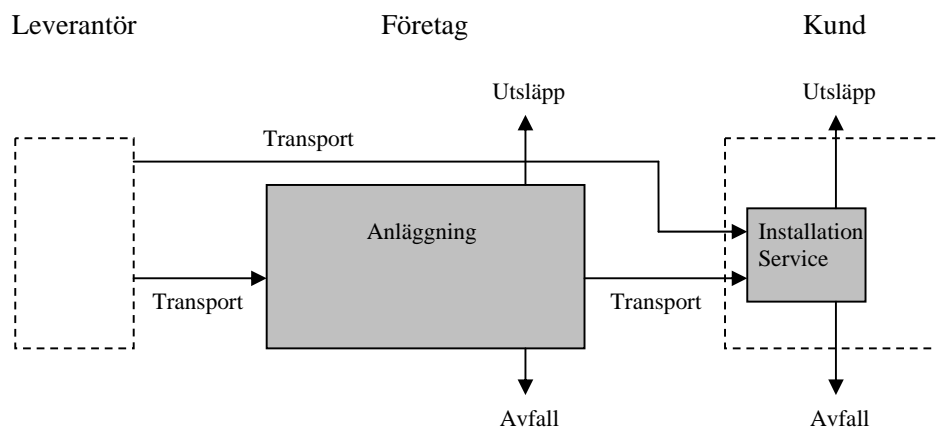 Leverantör
Företag
Kund
Utsläpp
Utsläpp
Transport
Anläggning
Installation
Service
Transport
Transport
Avfall
Avfall